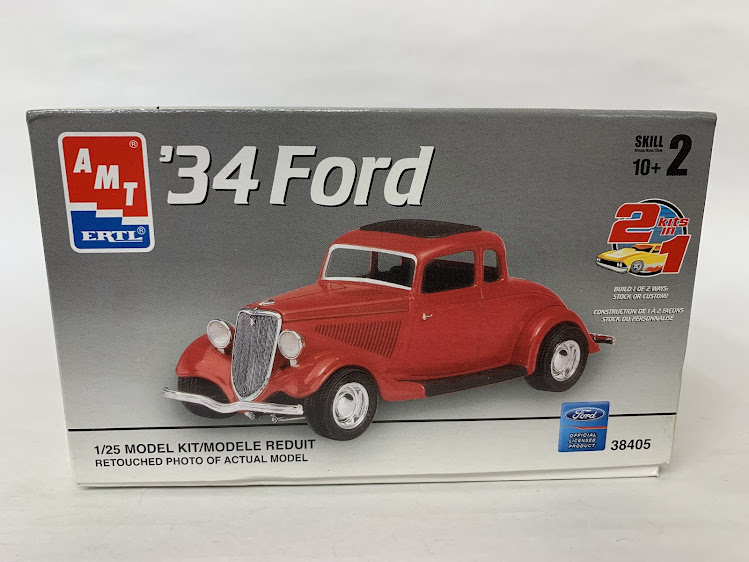 AMT®
ERTL®
'34 Ford
SKILL 2
10+
2 kits in 1
BUILD 1 OF 2 WAYS:
STOCK OR CUSTOM!
CONSTRUCTION DE 1 À 2 FAÇONS
STOCK OU PERSONNALISÉ
1/25 MODEL KIT/MODELE REDUIT
RETOUCHED PHOTO OF ACTUAL MODEL
Ford
OFFICIAL
LICENSED
PRODUCT
38405